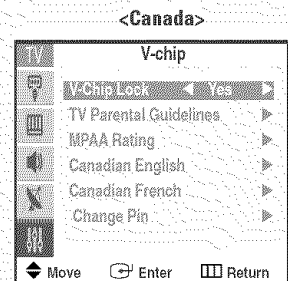 <Canada>
TV
V-chip
V-Chip Lock ◄ Yes ►
TV Parental Guidelines ►
MPAA Rating ►
Canadian English ►
Canadian French ►
Change Pin ►
Move Enter Return